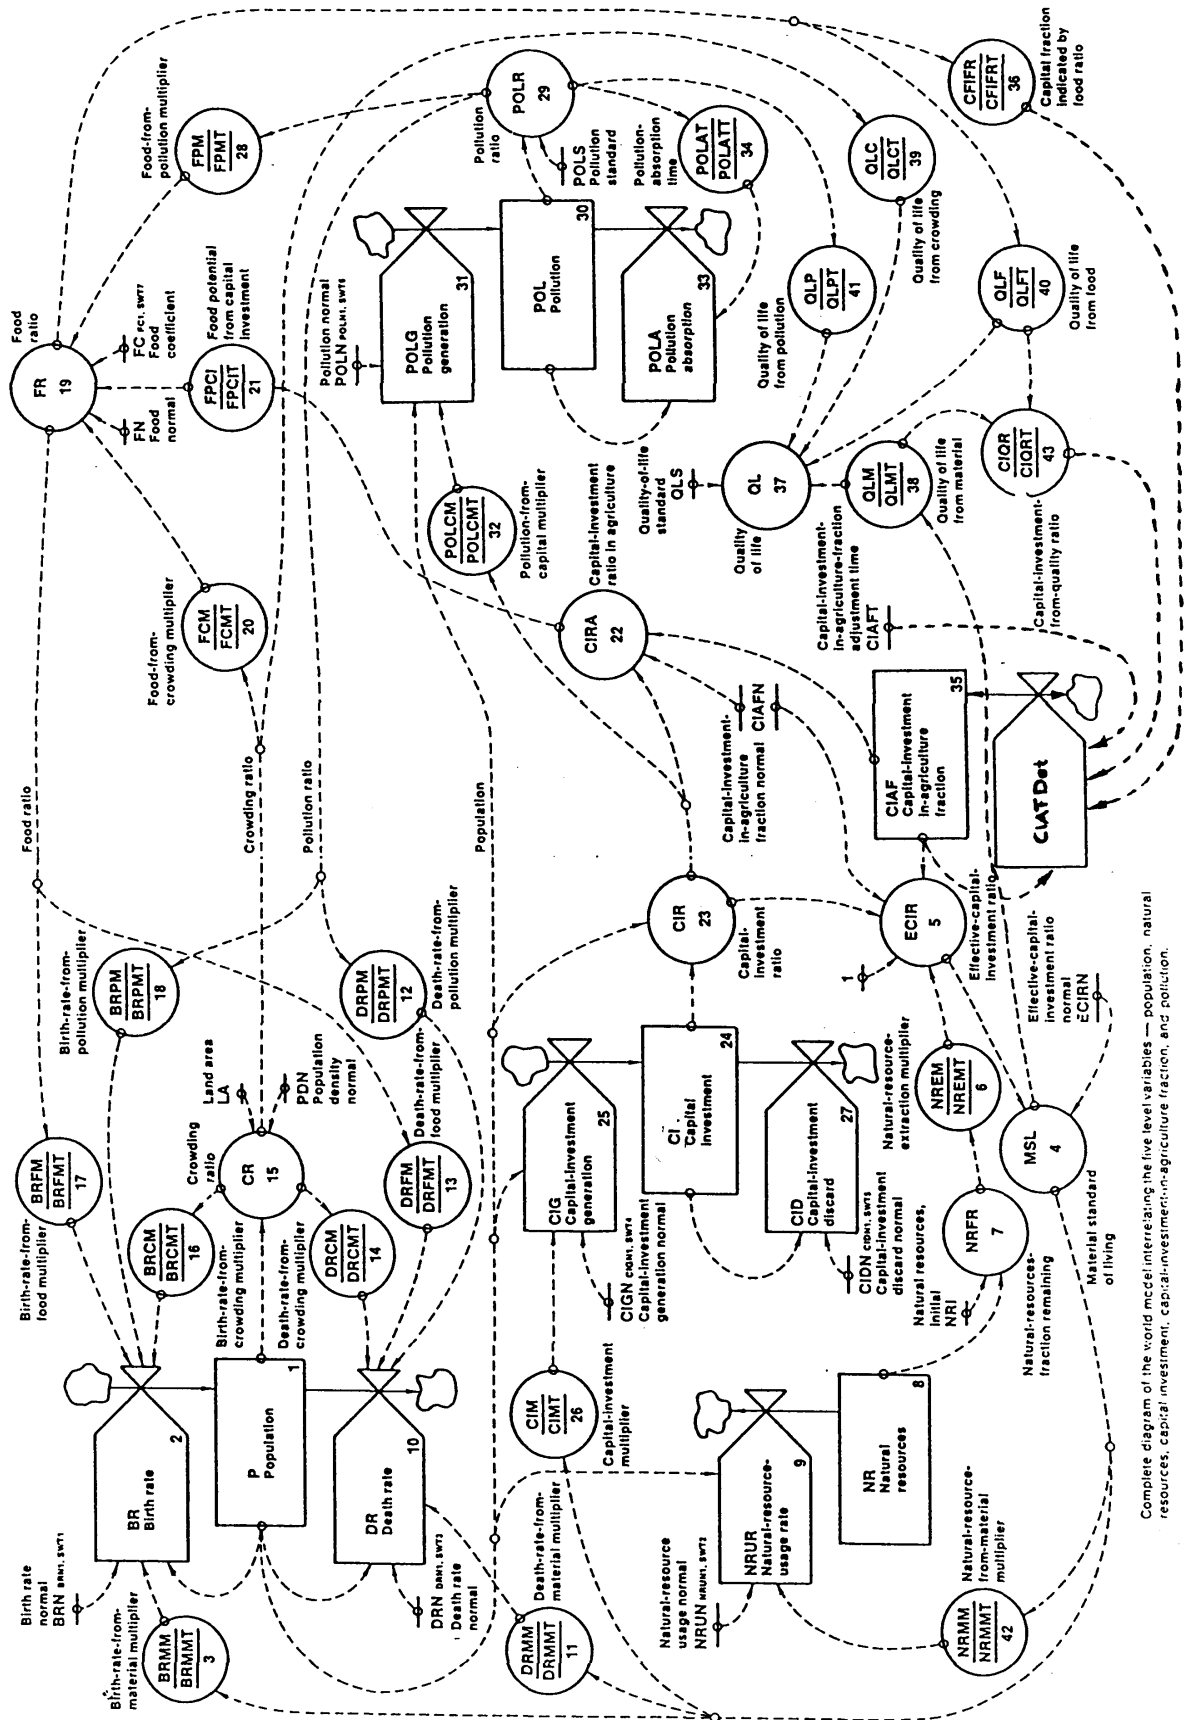 Birth rate
normal
BRN BRN1, SWT1
BRMM
BRMMT
3
Birth-rate-from-
material multiplier
BR
Birth rate
2
P
Population
1
DR
Death rate
10
DRN DRN1, SWT3
Death rate
normal
DRMM
DRMMT
11
Death-rate-from-
material multiplier
Birth-rate-from-
food multiplier
BRFM
BRFMT
17
Birth-rate-from-
pollution multiplier
BRPM
BRPMT
18
BRCM
BRCMT
16
Birth-rate-from-
crowding multiplier
Death-rate-from-
crowding multiplier
DRCM
DRCMT
14
Crowding
ratio
CR
15
Land area
LA
PDN
Population
density
normal
DRFM
DRFMT
13
Death-rate-from-
food multiplier
DRPM
DRPMT
12
Death-rate-from-
pollution multiplier
Food ratio
Crowding ratio
Pollution ratio
Population
Food-from-
crowding multiplier
FCM
FCMT
20
Food
ratio
FR
19
FN
Food
normal
FC FC1, SWT7
Food
coefficient
FPCI
FPCIT
21
Food potential
from capital
investment
Food-from-
pollution multiplier
FPM
FPMT
28
Pollution normal
POLN POLN1, SWT6
POLG
Pollution
generation
31
POL
Pollution
30
POLA
Pollution
absorption
33
Pollution
ratio
POLR
29
POLS
Pollution
standard
Pollution-
absorption
time
POLAT
POLATT
34
POLCM
POLCMT
32
Pollution-from-
capital multiplier
Capital-investment
ratio in agriculture
CIRA
22
Quality-of-life
standard
QLS
QL
37
Quality
of life
QLP
QLPT
41
Quality of life
from pollution
QLC
QLCT
39
Quality of life
from crowding
QLM
QLMT
38
Quality of life
from material
QLF
QLFT
40
Quality of life
from food
CFIFR
CFIFRT
36
Capital fraction
indicated by
food ratio
CIQR
CIQRT
43
Capital-investment-
from-quality ratio
Capital-investment-
in-agriculture-fraction
adjustment time
CIAFT
Capital-investment-
in-agriculture
fraction normal
CIAFN
CIAF
Capital-investment
in-agriculture
fraction
35
CIATDet
CIR
23
Capital-
investment
ratio
CIG
Capital-investment
generation
25
CI
Capital
investment
24
CID
Capital-investment
discard
27
CIGN CIGN1, SWT4
Capital-investment
generation normal
CIDN CIDN1, SWT5
Capital-investment
discard normal
CIM
CIMT
26
Capital-investment
multiplier
1
ECIR
5
Effective-capital-
investment ratio
Natural-resource-
extraction multiplier
NREM
NREMT
6
Effective-capital-
investment ratio
normal
ECIRN
MSL
4
Material standard
of living
Natural resources,
initial
NRI
NRFR
7
Natural-resources-
fraction remaining
Natural-resource
usage normal
NRUN NRUN1, SWT2
NRUR
Natural-resource-
usage rate
9
NR
Natural
resources
8
NRMM
NRMMT
42
Natural-resource-
from-material
multiplier
Complete diagram of the world model interrelating the five level variables — population, natural
resources, capital investment, capital-investment-in-agriculture fraction, and pollution.